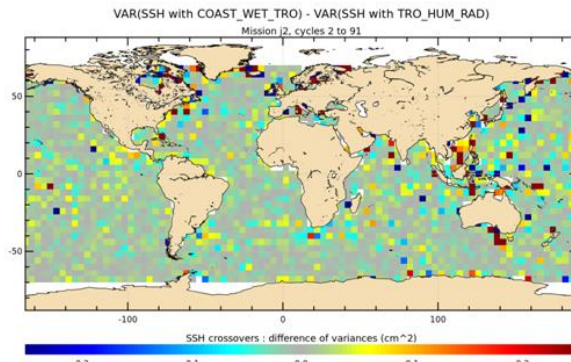 VAR(SSH with COAST_WET_TRO) - VAR(SSH with TRO_HUM_RAD)
Mission j2, cycles 2 to 91
50
0
-50
-100
0
100
SSH crossovers : difference of variances (cm^2)